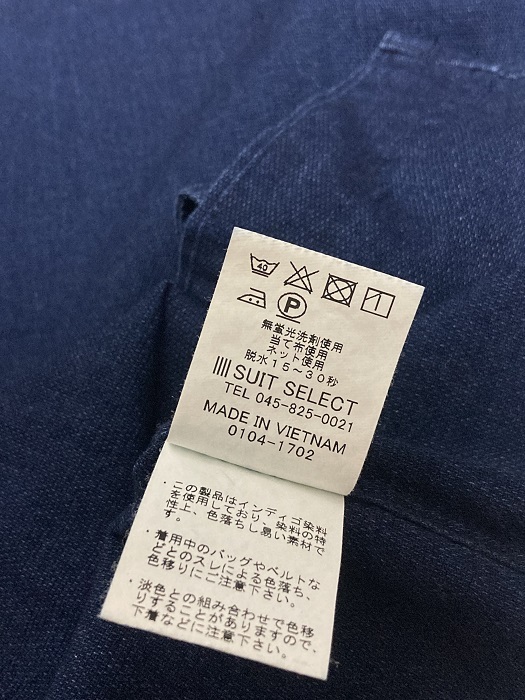 40
P
無蛍光洗剤使用
当て布使用
ネット使用
脱水15～30秒
SUIT SELECT
TEL 045-825-0021
MADE IN VIETNAM
0104-1702
・この製品はインディゴ染料
を使用しており、染料の特
性上、色落ちし易い素材で
す。
・着用中のバッグやベルトな
どとのスレによる色落ち、
色移りにご注意下さい。
・淡色との組み合わせで色移
りすることがありますので、
下着などに注意下さい。